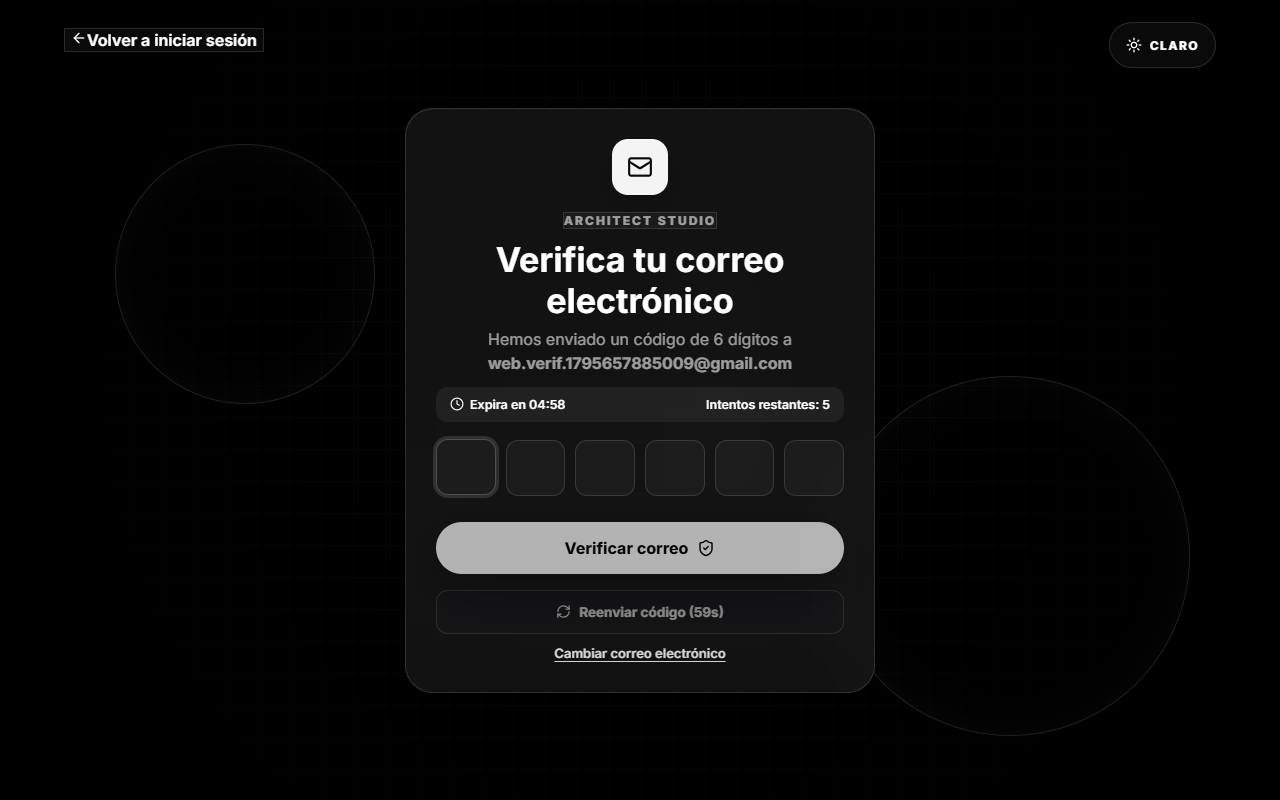 Volver a iniciar sesión
CLARO
ARCHITECT STUDIO
Verifica tu correo
electrónico
Hemos enviado un código de 6 dígitos a
web.verif.1795657885009@gmail.com
Expira en 04:58
Intentos restantes: 5
Verificar correo
Reenviar código (59s)
Cambiar correo electrónico